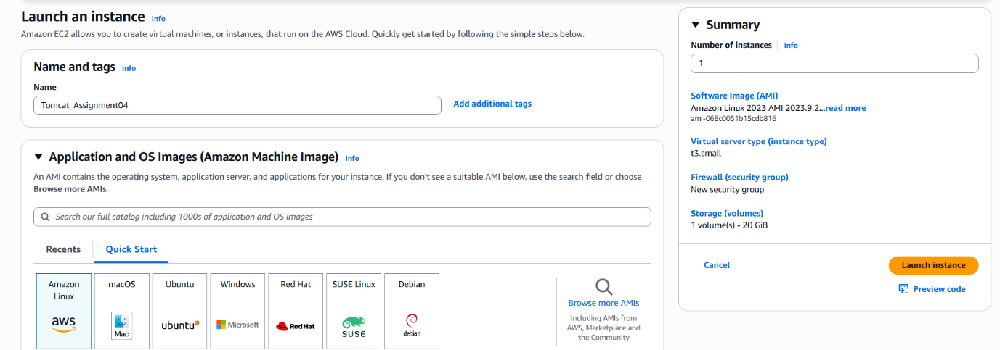 Launch an instance Info
Amazon EC2 allows you to create virtual machines, or instances, that run on the AWS Cloud. Quickly get started by following the simple steps below.
Name and tags Info
Name
Tomcat_Assignment04
Add additional tags
Application and OS Images (Amazon Machine Image) Info
An AMI contains the operating system, application server, and applications for your instance. If you don't see a suitable AMI below, use the search field or choose
Browse more AMIs.
Search our full catalog including 1000s of application and OS images
Recents
Quick Start
Amazon
Linux
aws
macOS
Mac
Ubuntu
ubuntu
Windows
Microsoft
Red Hat
Red Hat
SUSE Linux
SUSE
Debian
debian
Browse more AMIs
Including AMIs from
AWS, Marketplace and
the Community
Summary
Number of instances Info
1
Software Image (AMI)
Amazon Linux 2023 AMI 2023.9.2...read more
ami-068c0051b15cdb816
Virtual server type (instance type)
t3.small
Firewall (security group)
New security group
Storage (volumes)
1 volume(s) - 20 GiB
Cancel
Launch instance
Preview code